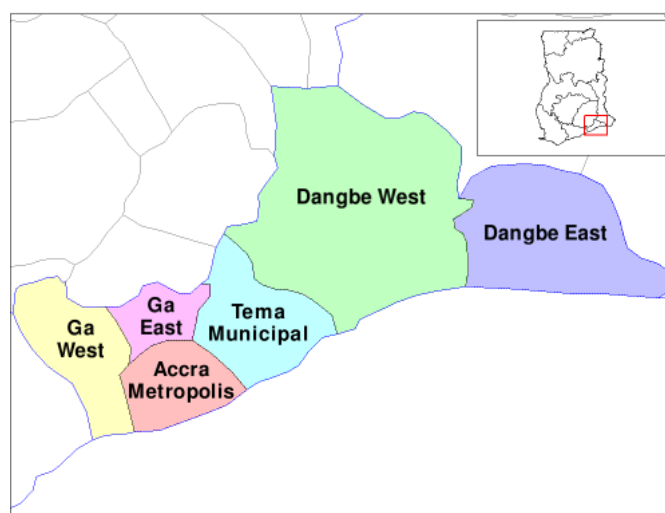 Dangbe West
Dangbe East
Ga
East
Tema
Municipal
Ga
West
Accra
Metropolis